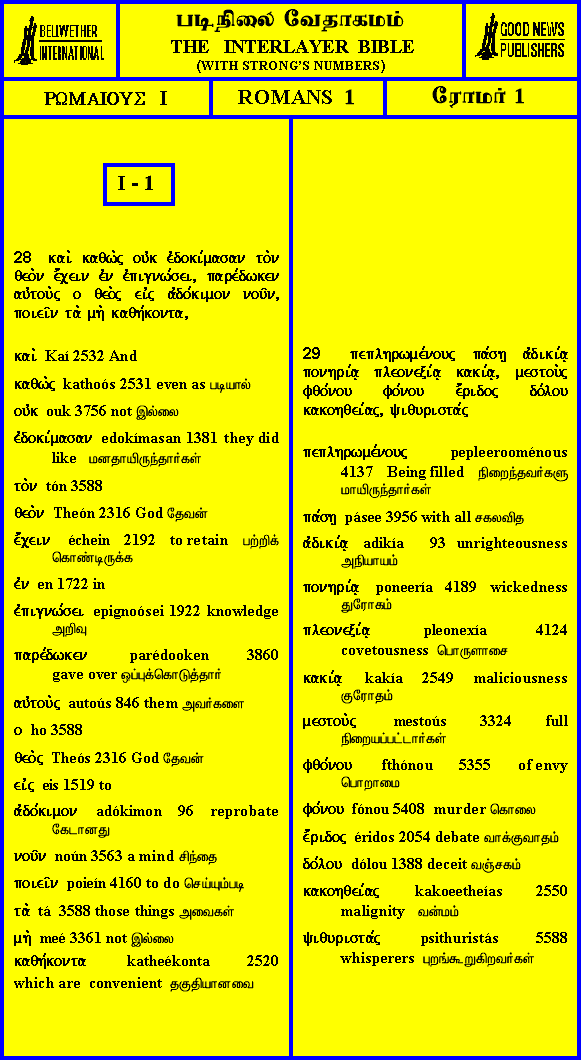 BELLWETHER
INTERNATIONAL
படிநிலை வேதாகமம்
THE INTERLAYER BIBLE
(WITH STRONG'S NUMBERS)
GOOD NEWS
PUBLISHERS
ΡΩΜΑΙΟΥΣ Ι
ROMANS 1
ரோமர் 1
I - 1
28 καὶ καθὼς οὐκ ἐδοκίμασαν τὸν
θεὸν ἔχειν ἐν ἐπιγνώσει, παρέδωκεν
αὐτοὺς ο θεὸς εἰς ἀδόκιμον νοῦν,
ποιεῖν τὰ μὴ καθήκοντα,
καὶ Kaí 2532 And
καθὼς kathoós 2531 even as படியால்
οὐκ ouk 3756 not இல்லை
ἐδοκίμασαν edokímasan 1381 they did
like மனதாயிருந்தார்கள்
τὸν tón 3588
θεὸν Theón 2316 God தேவன்
ἔχειν échein 2192 to retain பற்றிக்
கொண்டிருக்க
ἐν en 1722 in
ἐπιγνώσει epignoósei 1922 knowledge
அறிவு
παρέδωκεν parédooken 3860
gave over ஒப்புக்கொடுத்தார்
αὐτοὺς autoús 846 them அவர்களை
ο ho 3588
θεὸς Theós 2316 God தேவன்
εἰς eis 1519 to
ἀδόκιμον adókimon 96 reprobate
கேடானது
νοῦν noún 3563 a mind சிந்தை
ποιεῖν poieín 4160 to do செய்யும்படி
τὰ tá 3588 those things அவைகள்
μὴ meé 3361 not இல்லை
καθήκοντα katheékonta 2520
which are convenient தகுதியானவை
29 πεπληρωμένους πάσῃ ἀδικίᾳ
πονηρίᾳ πλεονεξίᾳ κακίᾳ, μεστοὺς
φθόνου φόνου ἔριδος δόλου
κακοηθείας, ψιθυριστάς
πεπληρωμένους pepleerooménous
4137 Being filled நிறைந்தவர்களு
மாயிருந்தார்கள்
πάσῃ pásee 3956 with all சகலவித
ἀδικίᾳ adikía 93 unrighteousness
அநியாயம்
πονηρίᾳ poneería 4189 wickedness
துரோகம்
πλεονεξίᾳ pleonexía 4124
covetousness பொருளாசை
κακίᾳ kakía 2549 maliciousness
குரோதம்
μεστοὺς mestoús 3324 full
நிறையப்பட்டார்கள்
φθόνου fthónou 5355 of envy
பொறாமை
φόνου fónou 5408 murder கொலை
ἔριδος éridos 2054 debate வாக்குவாதம்
δόλου dólou 1388 deceit வஞ்சகம்
κακοηθείας kakoeetheías 2550
malignity வன்மம்
ψιθυριστάς psithuristás 5588
whisperers புறங்கூறுகிறவர்கள்